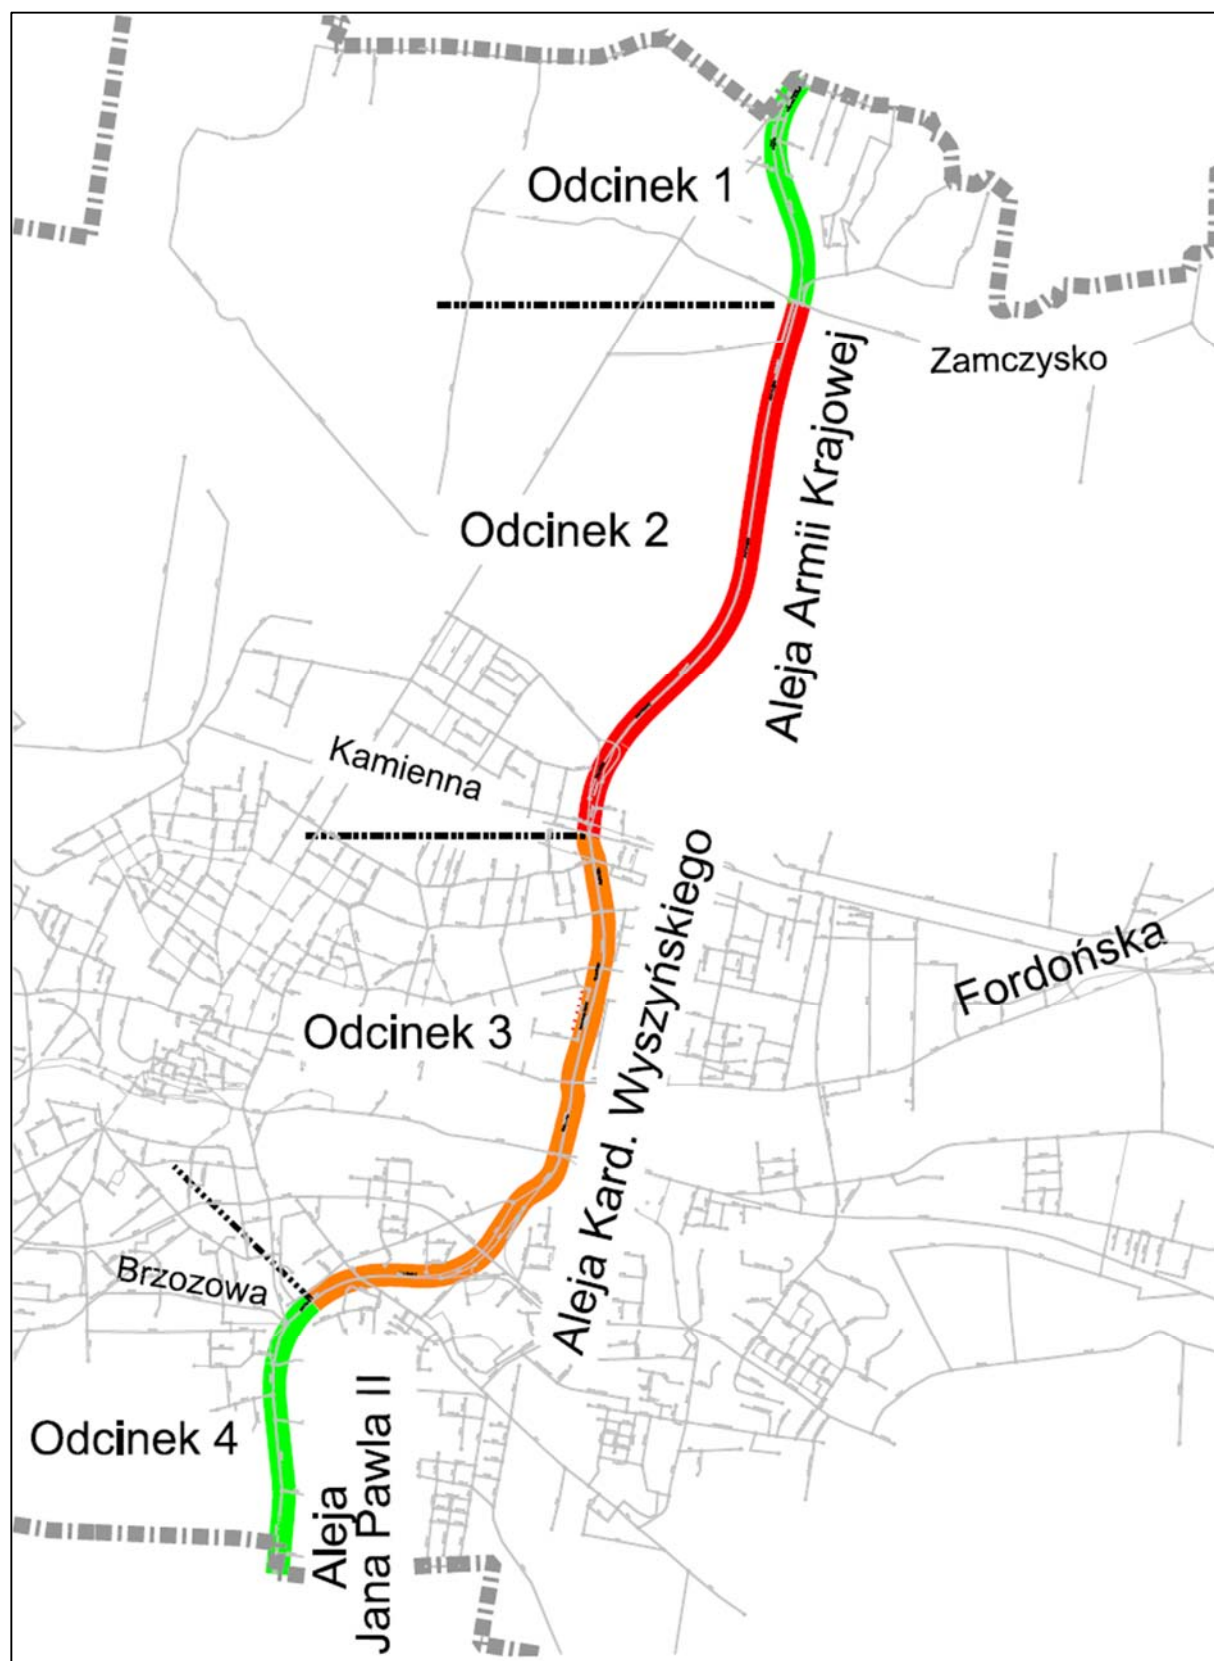 Odcinek 1
Zamczysko
Aleja Armii Krajowej
Odcinek 2
Kamienna
Aleja Kard. Wyszyńskiego
Fordońska
Odcinek 3
Brzozowa
Odcinek 4
Aleja
Jana Pawla II